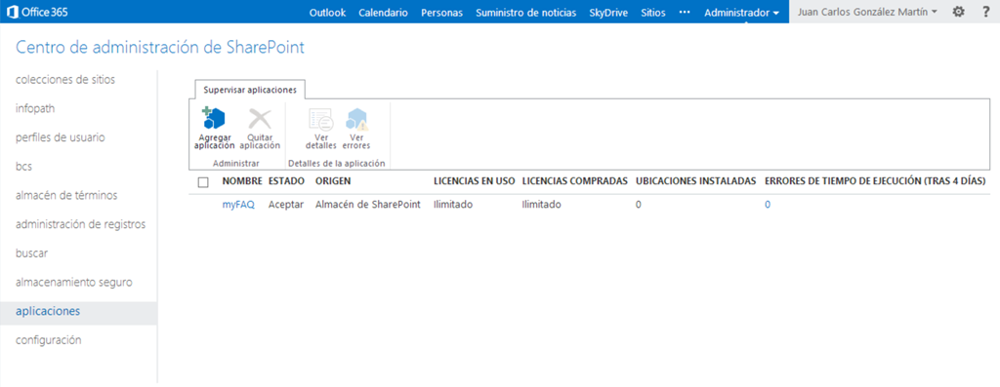 Office 365
Outlook Calendario Personas Suministro de noticias SkyDrive Sitios ••• Administrador Juan Carlos González Martín ?
Centro de administración de SharePoint
colecciones de sitios
infopath
perfiles de usuario
bcs
almacén de términos
administración de registros
buscar
almacenamiento seguro
aplicaciones
configuración
Supervisar aplicaciones
Agregar aplicación
Quitar aplicación
Administrar
Ver detalles
Ver errores
Detalles de la aplicación
NOMBRE ESTADO ORIGEN LICENCIAS EN USO LICENCIAS COMPRADAS UBICACIONES INSTALADAS ERRORES DE TIEMPO DE EJECUCIÓN (TRAS 4 DÍAS)
myFAQ Aceptar Almacén de SharePoint Ilimitado Ilimitado 0 0